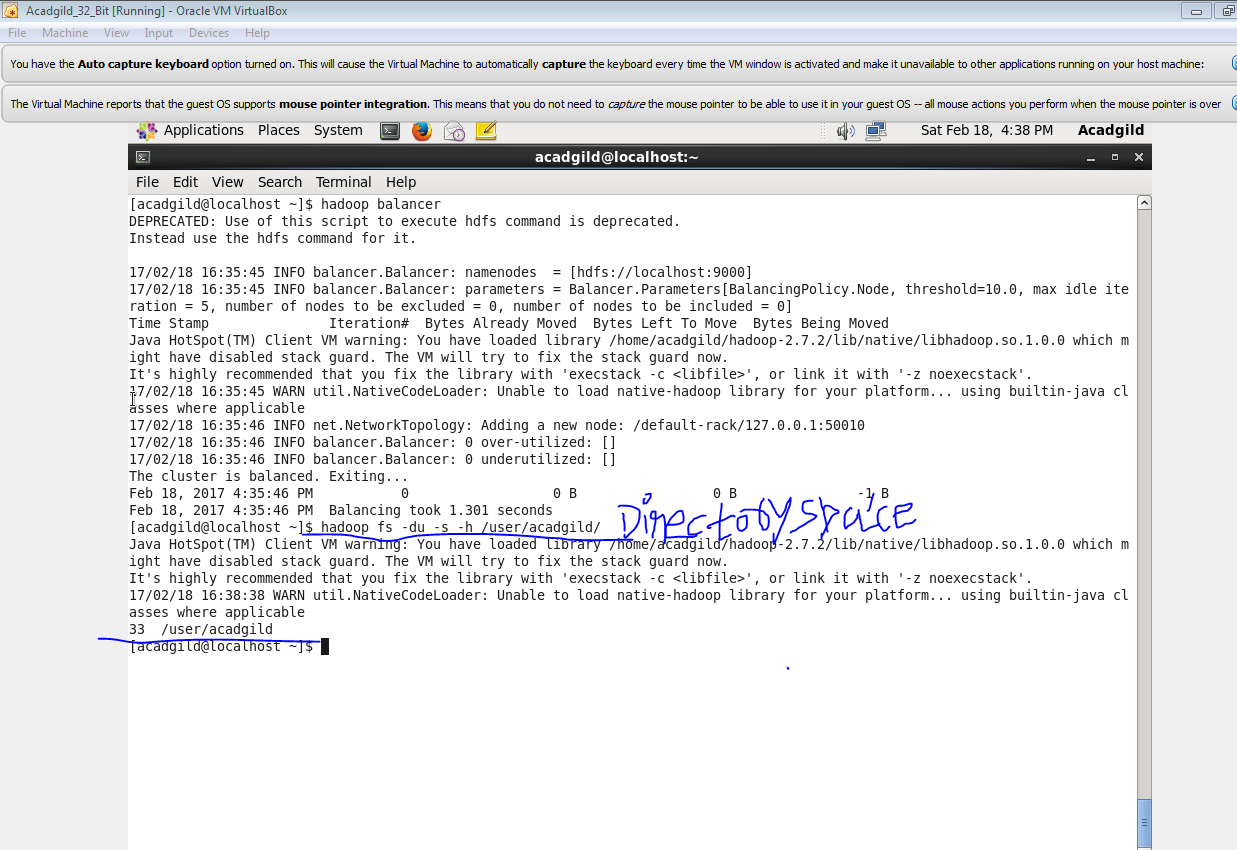 Acadgild_32_Bit [Running] - Oracle VM VirtualBox
File Machine View Input Devices Help
You have the Auto capture keyboard option turned on. This will cause the Virtual Machine to automatically capture the keyboard every time the VM window is activated and make it unavailable to other applications running on your host machine:
The Virtual Machine reports that the guest OS supports mouse pointer integration. This means that you do not need to capture the mouse pointer to be able to use it in your guest OS -- all mouse actions you perform when the mouse pointer is over
Applications Places System Sat Feb 18, 4:38 PM Acadgild
acadgild@localhost:~
File Edit View Search Terminal Help
[acadgild@localhost ~]$ hadoop balancer
DEPRECATED: Use of this script to execute hdfs command is deprecated.
Instead use the hdfs command for it.
17/02/18 16:35:45 INFO balancer.Balancer: namenodes  = [hdfs://localhost:9000]
17/02/18 16:35:45 INFO balancer.Balancer: parameters = Balancer.Parameters[BalancingPolicy.Node, threshold=10.0, max idle ite
ration = 5, number of nodes to be excluded = 0, number of nodes to be included = 0]
Time Stamp               Iteration#  Bytes Already Moved  Bytes Left To Move  Bytes Being Moved
Java HotSpot(TM) Client VM warning: You have loaded library /home/acadgild/hadoop-2.7.2/lib/native/libhadoop.so.1.0.0 which m
ight have disabled stack guard. The VM will try to fix the stack guard now.
It's highly recommended that you fix the library with 'execstack -c <libfile>', or link it with '-z noexecstack'.
17/02/18 16:35:45 WARN util.NativeCodeLoader: Unable to load native-hadoop library for your platform... using builtin-java cl
asses where applicable
17/02/18 16:35:46 INFO net.NetworkTopology: Adding a new node: /default-rack/127.0.0.1:50010
17/02/18 16:35:46 INFO balancer.Balancer: 0 over-utilized: []
17/02/18 16:35:46 INFO balancer.Balancer: 0 underutilized: []
The cluster is balanced. Exiting...
Feb 18, 2017 4:35:46 PM           0                  0 B                 0 B               -1 B
Feb 18, 2017 4:35:46 PM  Balancing took 1.301 seconds
[acadgild@localhost ~]$ hadoop fs -du -s -h /user/acadgild/ Directory space
Java HotSpot(TM) Client VM warning: You have loaded library /home/acadgild/hadoop-2.7.2/lib/native/libhadoop.so.1.0.0 which m
ight have disabled stack guard. The VM will try to fix the stack guard now.
It's highly recommended that you fix the library with 'execstack -c <libfile>', or link it with '-z noexecstack'.
17/02/18 16:38:38 WARN util.NativeCodeLoader: Unable to load native-hadoop library for your platform... using builtin-java cl
asses where applicable
33  /user/acadgild
[acadgild@localhost ~]$